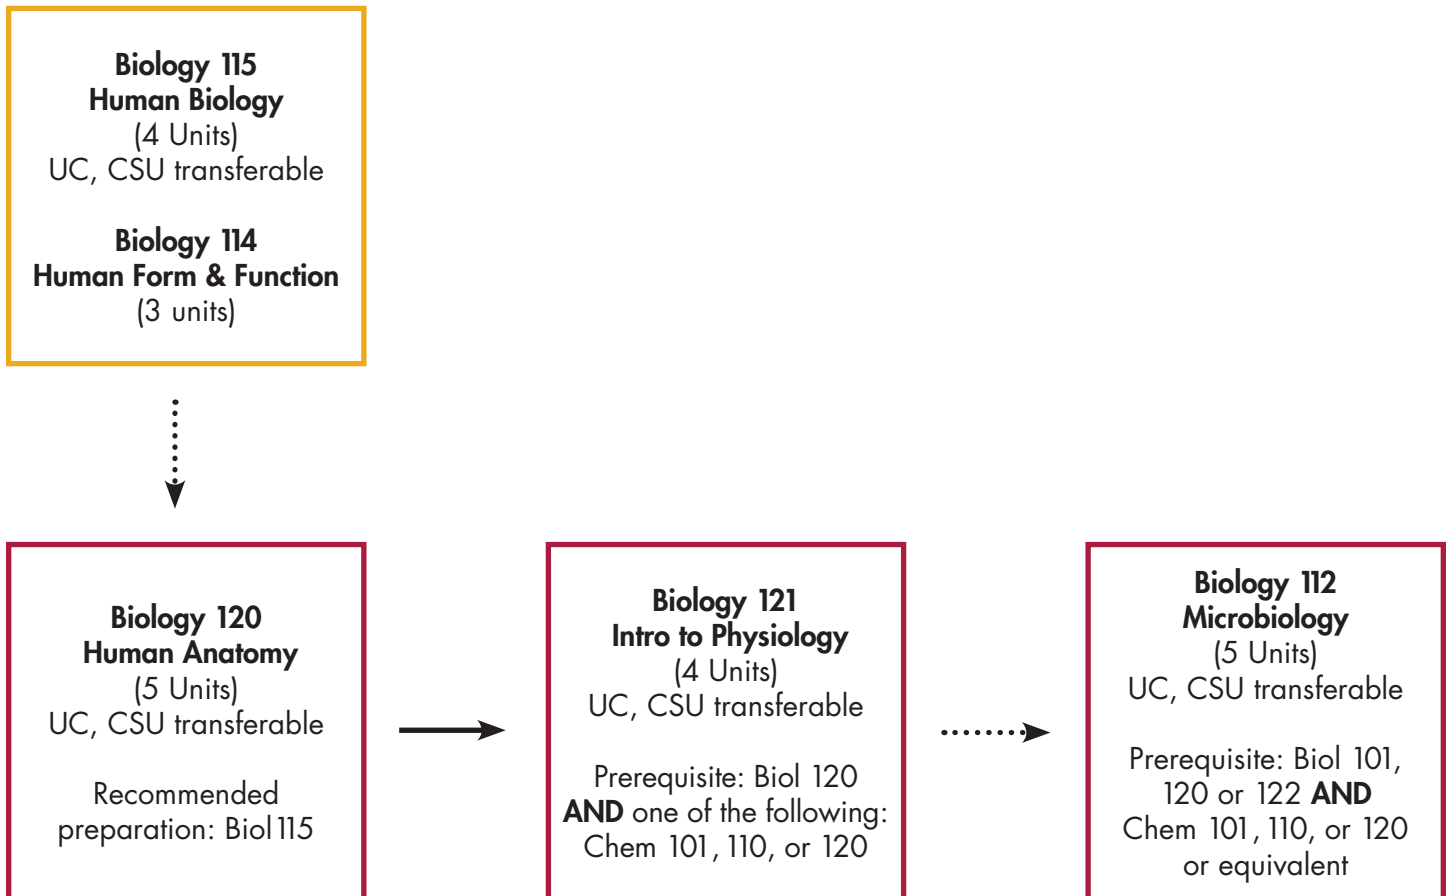 Biology 115
Human Biology
(4 Units)
UC, CSU transferable
Biology 114
Human Form & Function
(3 units)
Biology 120
Human Anatomy
(5 Units)
UC, CSU transferable
Recommended
preparation: Biol 115
Biology 121
Intro to Physiology
(4 Units)
UC, CSU transferable
Prerequisite: Biol 120
AND one of the following:
Chem 101, 110, or 120
Biology 112
Microbiology
(5 Units)
UC, CSU transferable
Prerequisite: Biol 101,
120 or 122 AND
Chem 101, 110, or 120
or equivalent